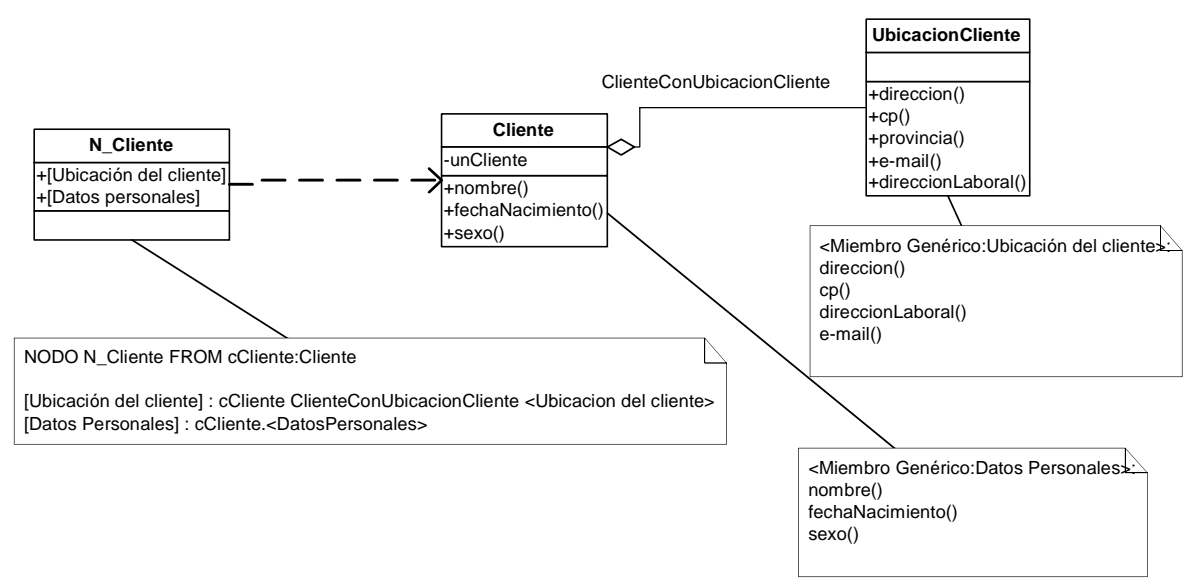 UbicacionCliente
+direccion()
+cp()
+provincia()
+e-mail()
+direccionLaboral()
ClienteConUbicacionCliente
Cliente
-unCliente
+nombre()
+fechaNacimiento()
+sexo()
N_Cliente
+[Ubicación del cliente]
+[Datos personales]
<Miembro Genérico:Ubicación del cliente>:
direccion()
cp()
direccionLaboral()
e-mail()
NODO N_Cliente FROM cCliente:Cliente
[Ubicación del cliente] : cCliente ClienteConUbicacionCliente <Ubicacion del cliente>
[Datos Personales] : cCliente.<DatosPersonales>
<Miembro Genérico:Datos Personales>:
nombre()
fechaNacimiento()
sexo()